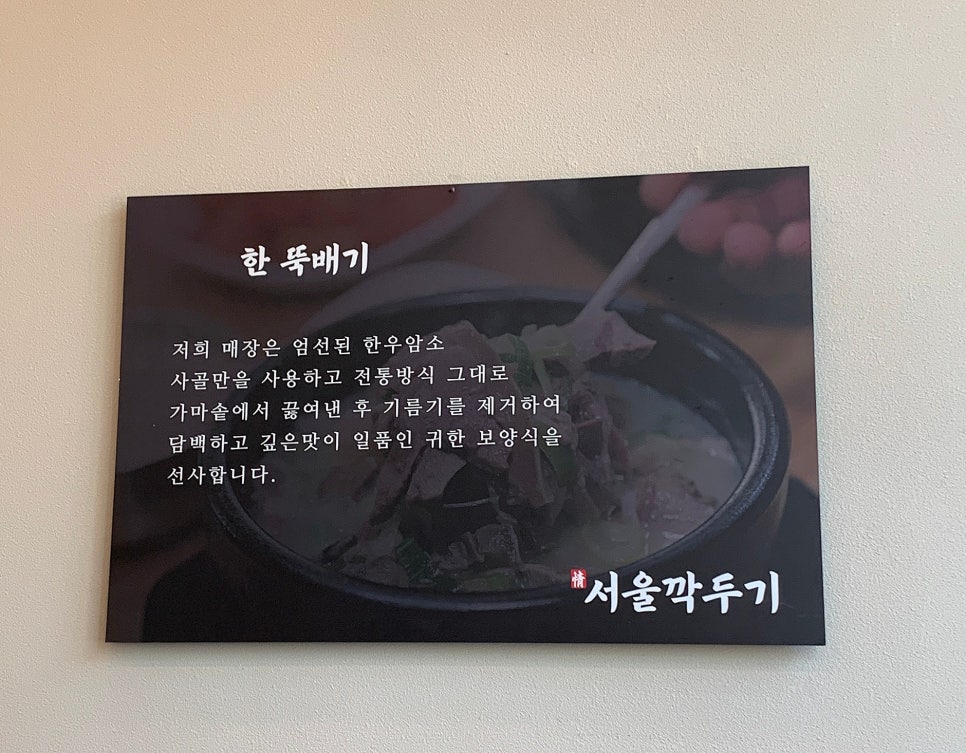 한 뚝배기
저희 매장은 엄선된 한우암소
사골만을 사용하고 전통방식 그대로
가마솥에서 끓여낸 후 기름기를 제거하여
담백하고 깊은맛이 일품인 귀한 보양식을
선사합니다.
情 서울깍두기